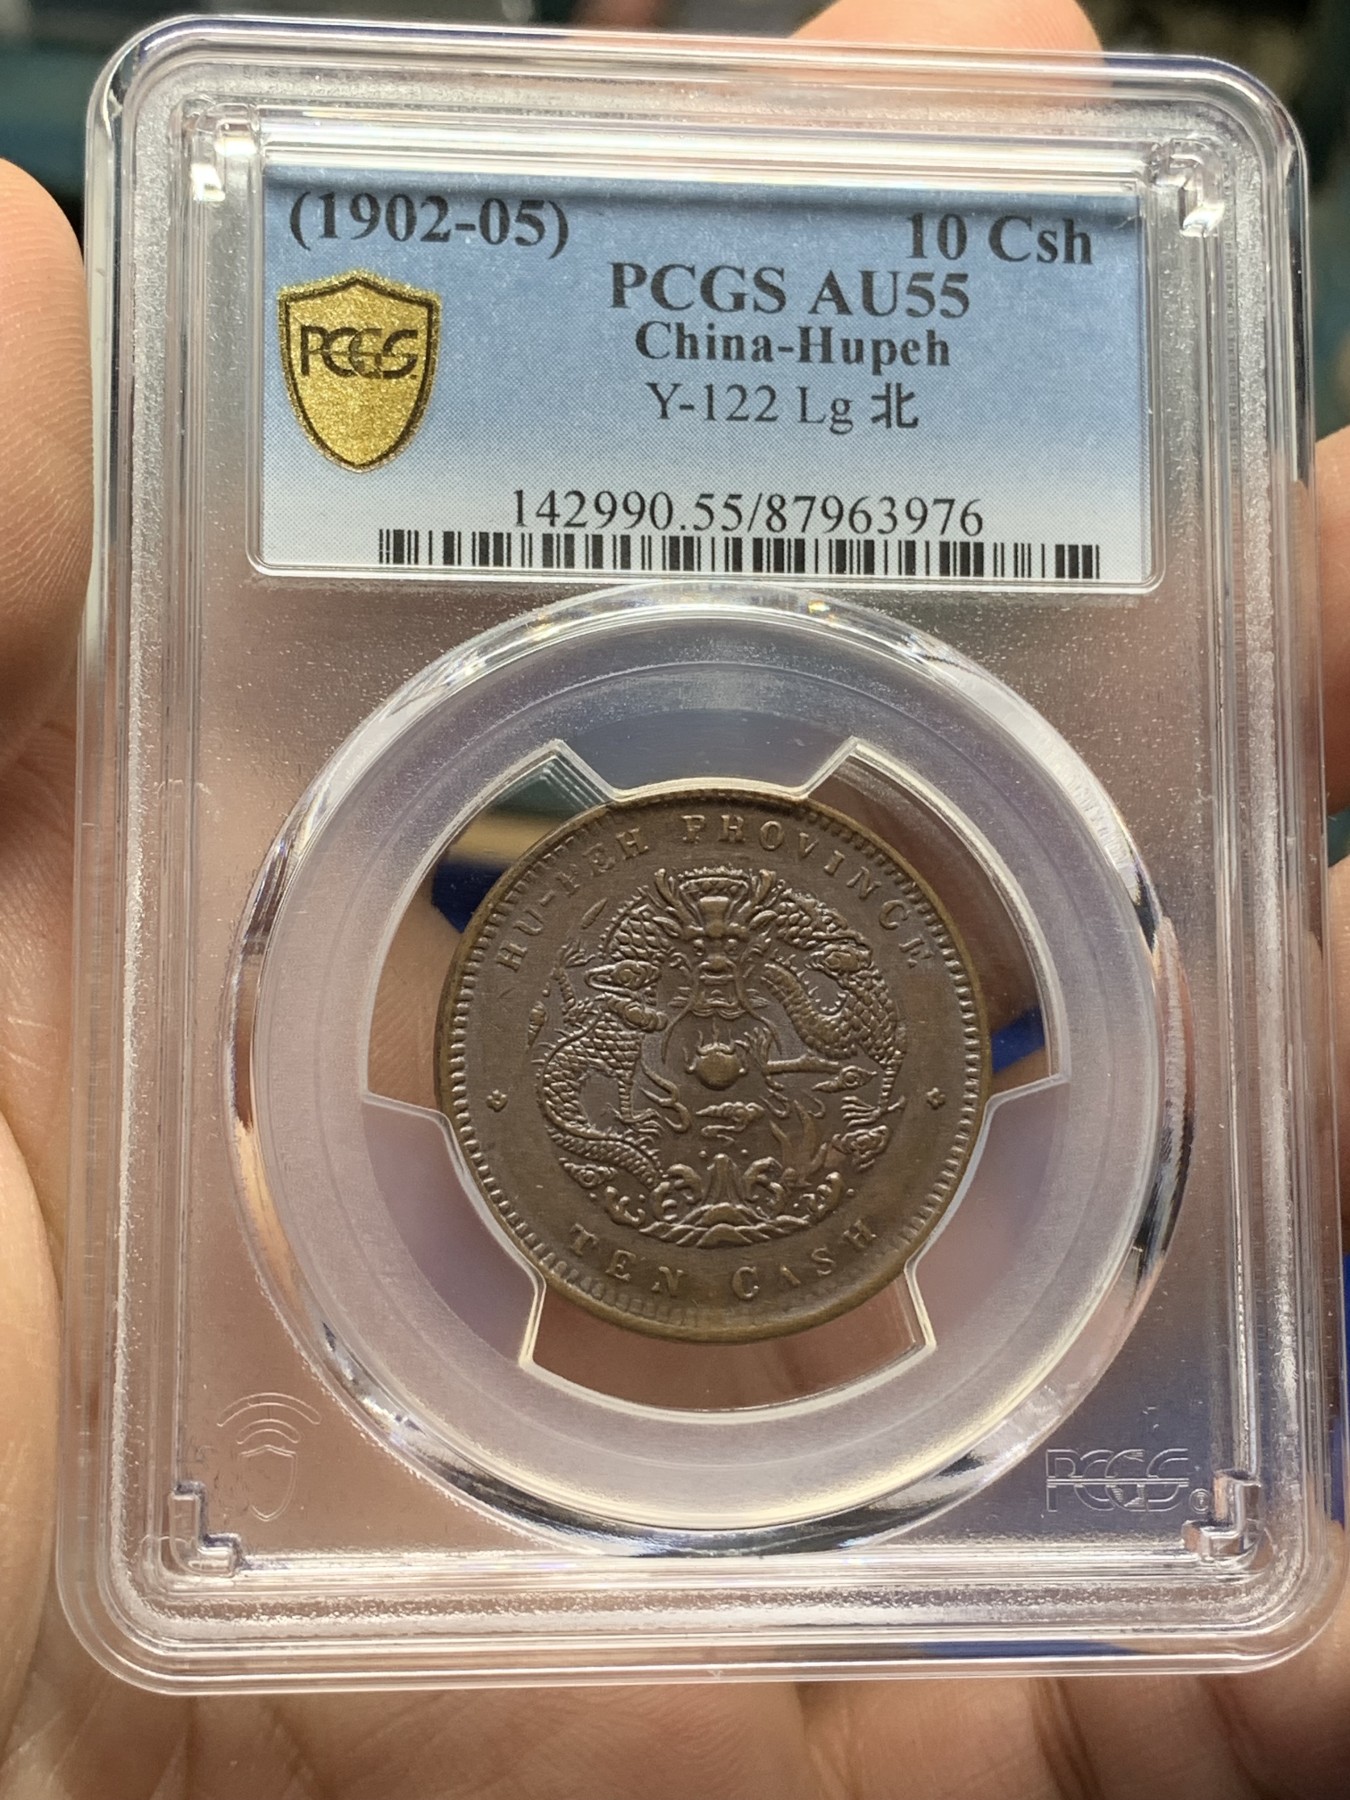 (1902-05) 10 Csh
PCGS AU55
China-Hupeh
Y-122 Lg 北
PCGS
142990.55/87963976
HU-PEH PROVINCE
TEN CASH
PCGS